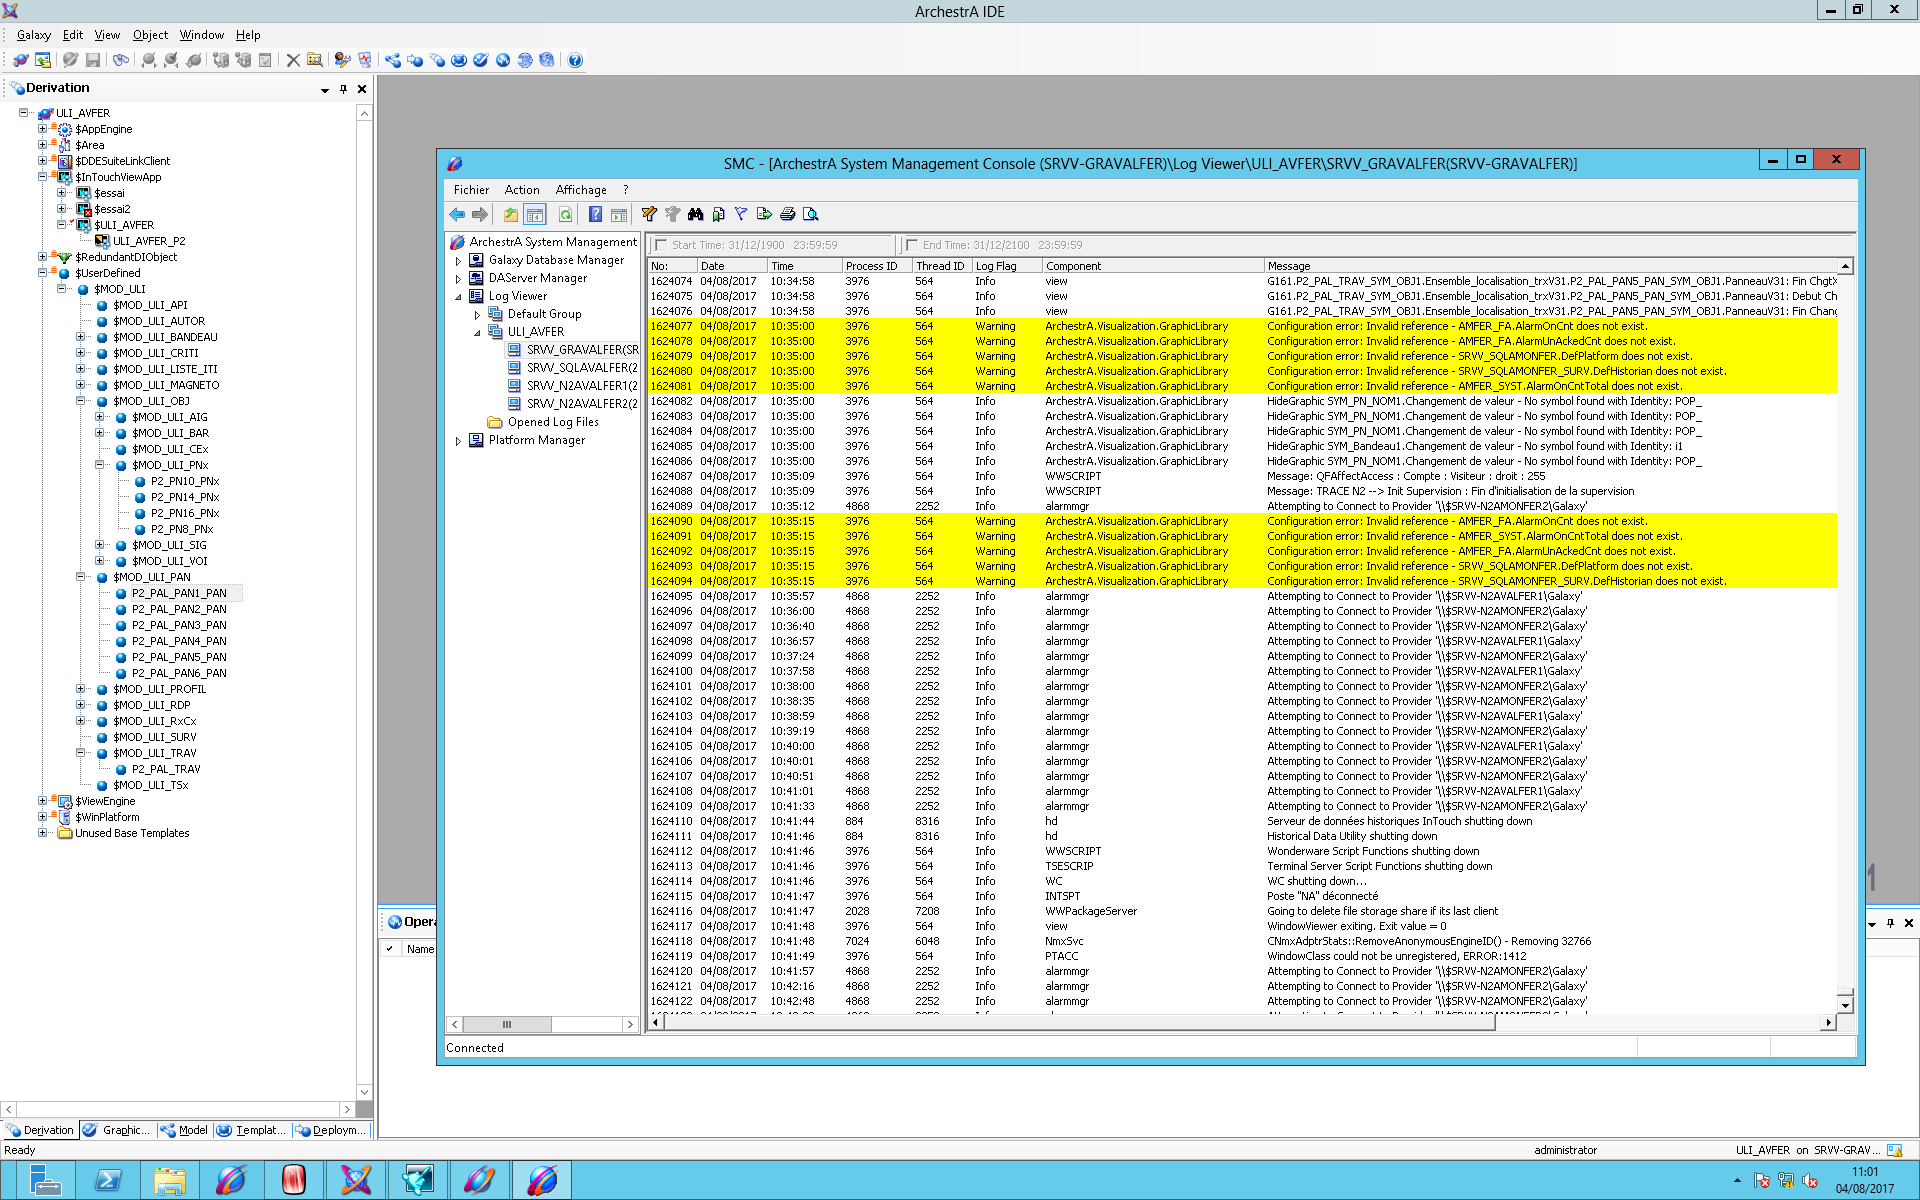 ArchestrA IDE
Galaxy Edit View Object Window Help
Derivation
ULI_AVFER
$AppEngine
$Area
$DDESuiteLinkClient
$InTouchViewApp
$essai
$essai2
$ULI_AVFER
ULI_AVFER_P2
$RedundantDIObject
$UserDefined
$MOD_ULI
$MOD_ULI_API
$MOD_ULI_AUTOR
$MOD_ULI_BANDEAU
$MOD_ULI_CRITI
$MOD_ULI_LISTE_ITI
$MOD_ULI_MAGNETO
$MOD_ULI_OBJ
$MOD_ULI_AIG
$MOD_ULI_BAR
$MOD_ULI_CEx
$MOD_ULI_PNx
P2_PN10_PNx
P2_PN14_PNx
P2_PN16_PNx
P2_PN8_PNx
$MOD_ULI_SIG
$MOD_ULI_VOI
$MOD_ULI_PAN
P2_PAL_PAN1_PAN
P2_PAL_PAN2_PAN
P2_PAL_PAN3_PAN
P2_PAL_PAN4_PAN
P2_PAL_PAN5_PAN
P2_PAL_PAN6_PAN
$MOD_ULI_PROFIL
$MOD_ULI_RDP
$MOD_ULI_RxCx
$MOD_ULI_SURV
$MOD_ULI_TRAV
P2_PAL_TRAV
$MOD_ULI_TSx
$ViewEngine
$WinPlatform
Unused Base Templates
Derivation Graphic... Model Templat... Deploym...
Ready
SMC - [ArchestrA System Management Console (SRVV-GRAVALFER)\Log Viewer\ULI_AVFER\SRVV_GRAVALFER(SRVV-GRAVALFER)]
Fichier Action Affichage ?
ArchestrA System Management
Galaxy Database Manager
DAServer Manager
Log Viewer
Default Group
ULI_AVFER
SRVV_GRAVALFER(SR
SRVV_SQLAVALFER(2
SRVV_N2AVALFER1(2
SRVV_N2AVALFER2(2
Opened Log Files
Platform Manager
Start Time: 31/12/1900 23:59:59 End Time: 31/12/2100 23:59:59
No: Date Time Process ID Thread ID Log Flag Component Message
1624074 04/08/2017 10:34:58 3976 564 Info view G161.P2_PAL_TRAV_SYM_OBJ1.Ensemble_localisation_trxV31.P2_PAL_PAN5_PAN_SYM_OBJ1.PanneauV31: Fin ChgtX
1624075 04/08/2017 10:34:58 3976 564 Info view G161.P2_PAL_TRAV_SYM_OBJ1.Ensemble_localisation_trxV31.P2_PAL_PAN5_PAN_SYM_OBJ1.PanneauV31: Debut Ch
1624076 04/08/2017 10:34:58 3976 564 Info view G161.P2_PAL_TRAV_SYM_OBJ1.Ensemble_localisation_trxV31.P2_PAL_PAN5_PAN_SYM_OBJ1.PanneauV31: Fin Chang
1624077 04/08/2017 10:35:00 3976 564 Warning ArchestrA.Visualization.GraphicLibrary Configuration error: Invalid reference - AMFER_FA.AlarmOnCnt does not exist.
1624078 04/08/2017 10:35:00 3976 564 Warning ArchestrA.Visualization.GraphicLibrary Configuration error: Invalid reference - AMFER_FA.AlarmUnAckedCnt does not exist.
1624079 04/08/2017 10:35:00 3976 564 Warning ArchestrA.Visualization.GraphicLibrary Configuration error: Invalid reference - SRVV_SQLAMONFER.DefPlatform does not exist.
1624080 04/08/2017 10:35:00 3976 564 Warning ArchestrA.Visualization.GraphicLibrary Configuration error: Invalid reference - SRVV_SQLAMONFER_SURV.DefHistorian does not exist.
1624081 04/08/2017 10:35:00 3976 564 Warning ArchestrA.Visualization.GraphicLibrary Configuration error: Invalid reference - AMFER_SYST.AlarmOnCntTotal does not exist.
1624082 04/08/2017 10:35:00 3976 564 Info ArchestrA.Visualization.GraphicLibrary HideGraphic SYM_PN_NOM1.Changement de valeur - No symbol found with Identity: POP_
1624083 04/08/2017 10:35:00 3976 564 Info ArchestrA.Visualization.GraphicLibrary HideGraphic SYM_PN_NOM1.Changement de valeur - No symbol found with Identity: POP_
1624084 04/08/2017 10:35:00 3976 564 Info ArchestrA.Visualization.GraphicLibrary HideGraphic SYM_PN_NOM1.Changement de valeur - No symbol found with Identity: POP_
1624085 04/08/2017 10:35:00 3976 564 Info ArchestrA.Visualization.GraphicLibrary HideGraphic SYM_Bandeau1.Changement de valeur - No symbol found with Identity: i1
1624086 04/08/2017 10:35:00 3976 564 Info ArchestrA.Visualization.GraphicLibrary HideGraphic SYM_PN_NOM1.Changement de valeur - No symbol found with Identity: POP_
1624087 04/08/2017 10:35:09 3976 564 Info WWSCRIPT Message: QFAffectAccess : Compte : Visiteur : droit : 255
1624088 04/08/2017 10:35:09 3976 564 Info WWSCRIPT Message: TRACE N2 --> Init Supervision : Fin d'initialisation de la supervision
1624089 04/08/2017 10:35:12 4868 2252 Info alarmmgr Attempting to Connect to Provider '\\$SRVV-N2AVALFER2\Galaxy'
1624090 04/08/2017 10:35:15 3976 564 Warning ArchestrA.Visualization.GraphicLibrary Configuration error: Invalid reference - AMFER_FA.AlarmOnCnt does not exist.
1624091 04/08/2017 10:35:15 3976 564 Warning ArchestrA.Visualization.GraphicLibrary Configuration error: Invalid reference - AMFER_SYST.AlarmOnCntTotal does not exist.
1624092 04/08/2017 10:35:15 3976 564 Warning ArchestrA.Visualization.GraphicLibrary Configuration error: Invalid reference - AMFER_FA.AlarmUnAckedCnt does not exist.
1624093 04/08/2017 10:35:15 3976 564 Warning ArchestrA.Visualization.GraphicLibrary Configuration error: Invalid reference - SRVV_SQLAMONFER.DefPlatform does not exist.
1624094 04/08/2017 10:35:15 3976 564 Warning ArchestrA.Visualization.GraphicLibrary Configuration error: Invalid reference - SRVV_SQLAMONFER_SURV.DefHistorian does not exist.
1624095 04/08/2017 10:35:57 4868 2252 Info alarmmgr Attempting to Connect to Provider '\\$SRVV-N2AVALFER1\Galaxy'
1624096 04/08/2017 10:36:00 4868 2252 Info alarmmgr Attempting to Connect to Provider '\\$SRVV-N2AMONFER2\Galaxy'
1624097 04/08/2017 10:36:40 4868 2252 Info alarmmgr Attempting to Connect to Provider '\\$SRVV-N2AMONFER2\Galaxy'
1624098 04/08/2017 10:36:57 4868 2252 Info alarmmgr Attempting to Connect to Provider '\\$SRVV-N2AVALFER1\Galaxy'
1624099 04/08/2017 10:37:24 4868 2252 Info alarmmgr Attempting to Connect to Provider '\\$SRVV-N2AMONFER2\Galaxy'
1624100 04/08/2017 10:37:58 4868 2252 Info alarmmgr Attempting to Connect to Provider '\\$SRVV-N2AVALFER1\Galaxy'
1624101 04/08/2017 10:38:00 4868 2252 Info alarmmgr Attempting to Connect to Provider '\\$SRVV-N2AMONFER2\Galaxy'
1624102 04/08/2017 10:38:35 4868 2252 Info alarmmgr Attempting to Connect to Provider '\\$SRVV-N2AMONFER2\Galaxy'
1624103 04/08/2017 10:38:59 4868 2252 Info alarmmgr Attempting to Connect to Provider '\\$SRVV-N2AVALFER1\Galaxy'
1624104 04/08/2017 10:39:19 4868 2252 Info alarmmgr Attempting to Connect to Provider '\\$SRVV-N2AMONFER2\Galaxy'
1624105 04/08/2017 10:40:00 4868 2252 Info alarmmgr Attempting to Connect to Provider '\\$SRVV-N2AVALFER1\Galaxy'
1624106 04/08/2017 10:40:01 4868 2252 Info alarmmgr Attempting to Connect to Provider '\\$SRVV-N2AMONFER2\Galaxy'
1624107 04/08/2017 10:40:51 4868 2252 Info alarmmgr Attempting to Connect to Provider '\\$SRVV-N2AMONFER2\Galaxy'
1624108 04/08/2017 10:41:01 4868 2252 Info alarmmgr Attempting to Connect to Provider '\\$SRVV-N2AVALFER1\Galaxy'
1624109 04/08/2017 10:41:33 4868 2252 Info alarmmgr Attempting to Connect to Provider '\\$SRVV-N2AMONFER2\Galaxy'
1624110 04/08/2017 10:41:44 884 8316 Info hd Serveur de données historiques InTouch shutting down
1624111 04/08/2017 10:41:46 884 8316 Info hd Historical Data Utility shutting down
1624112 04/08/2017 10:41:46 3976 564 Info WWSCRIPT Wonderware Script Functions shutting down
1624113 04/08/2017 10:41:46 3976 564 Info TSESCRIP Terminal Server Script Functions shutting down
1624114 04/08/2017 10:41:46 3976 564 Info WC WC shutting down...
1624115 04/08/2017 10:41:47 3976 564 Info INTSPT Poste "NA" déconnecté
1624116 04/08/2017 10:41:47 2028 7208 Info WWPackageServer Going to delete file storage share if its last client
1624117 04/08/2017 10:41:48 3976 564 Info view WindowViewer exiting. Exit value = 0
1624118 04/08/2017 10:41:48 7024 6048 Info NmxSvc CNmxAdptrStats::RemoveAnonymousEngineID() - Removing 32766
1624119 04/08/2017 10:41:49 3976 564 Info PTACC WindowClass could not be unregistered, ERROR:1412
1624120 04/08/2017 10:41:57 4868 2252 Info alarmmgr Attempting to Connect to Provider '\\$SRVV-N2AMONFER2\Galaxy'
1624121 04/08/2017 10:42:16 4868 2252 Info alarmmgr Attempting to Connect to Provider '\\$SRVV-N2AMONFER2\Galaxy'
1624122 04/08/2017 10:42:48 4868 2252 Info alarmmgr Attempting to Connect to Provider '\\$SRVV-N2AMONFER2\Galaxy'
Connected
Opera
Name
administrator ULI_AVFER on SRVV-GRAV...
11:01
04/08/2017